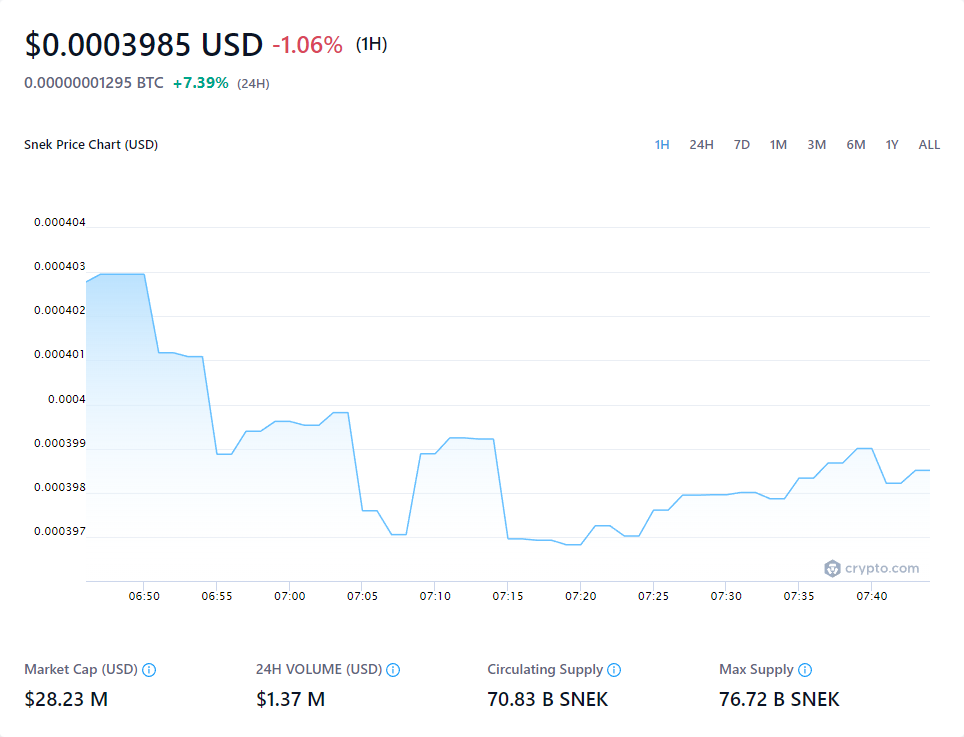 $0.0003985 USD -1.06% (1H)
0.00000001295 BTC +7.39% (24H)
Snek Price Chart (USD) 1H 24H 7D 1M 3M 6M 1Y ALL
0.000404
0.000403
0.000402
0.000401
0.0004
0.000399
0.000398
0.000397
crypto.com
06:50 06:55 07:00 07:05 07:10 07:15 07:20 07:25 07:30 07:35 07:40
Market Cap (USD) 24H VOLUME (USD) Circulating Supply Max Supply
$28.23 M $1.37 M 70.83 B SNEK 76.72 B SNEK